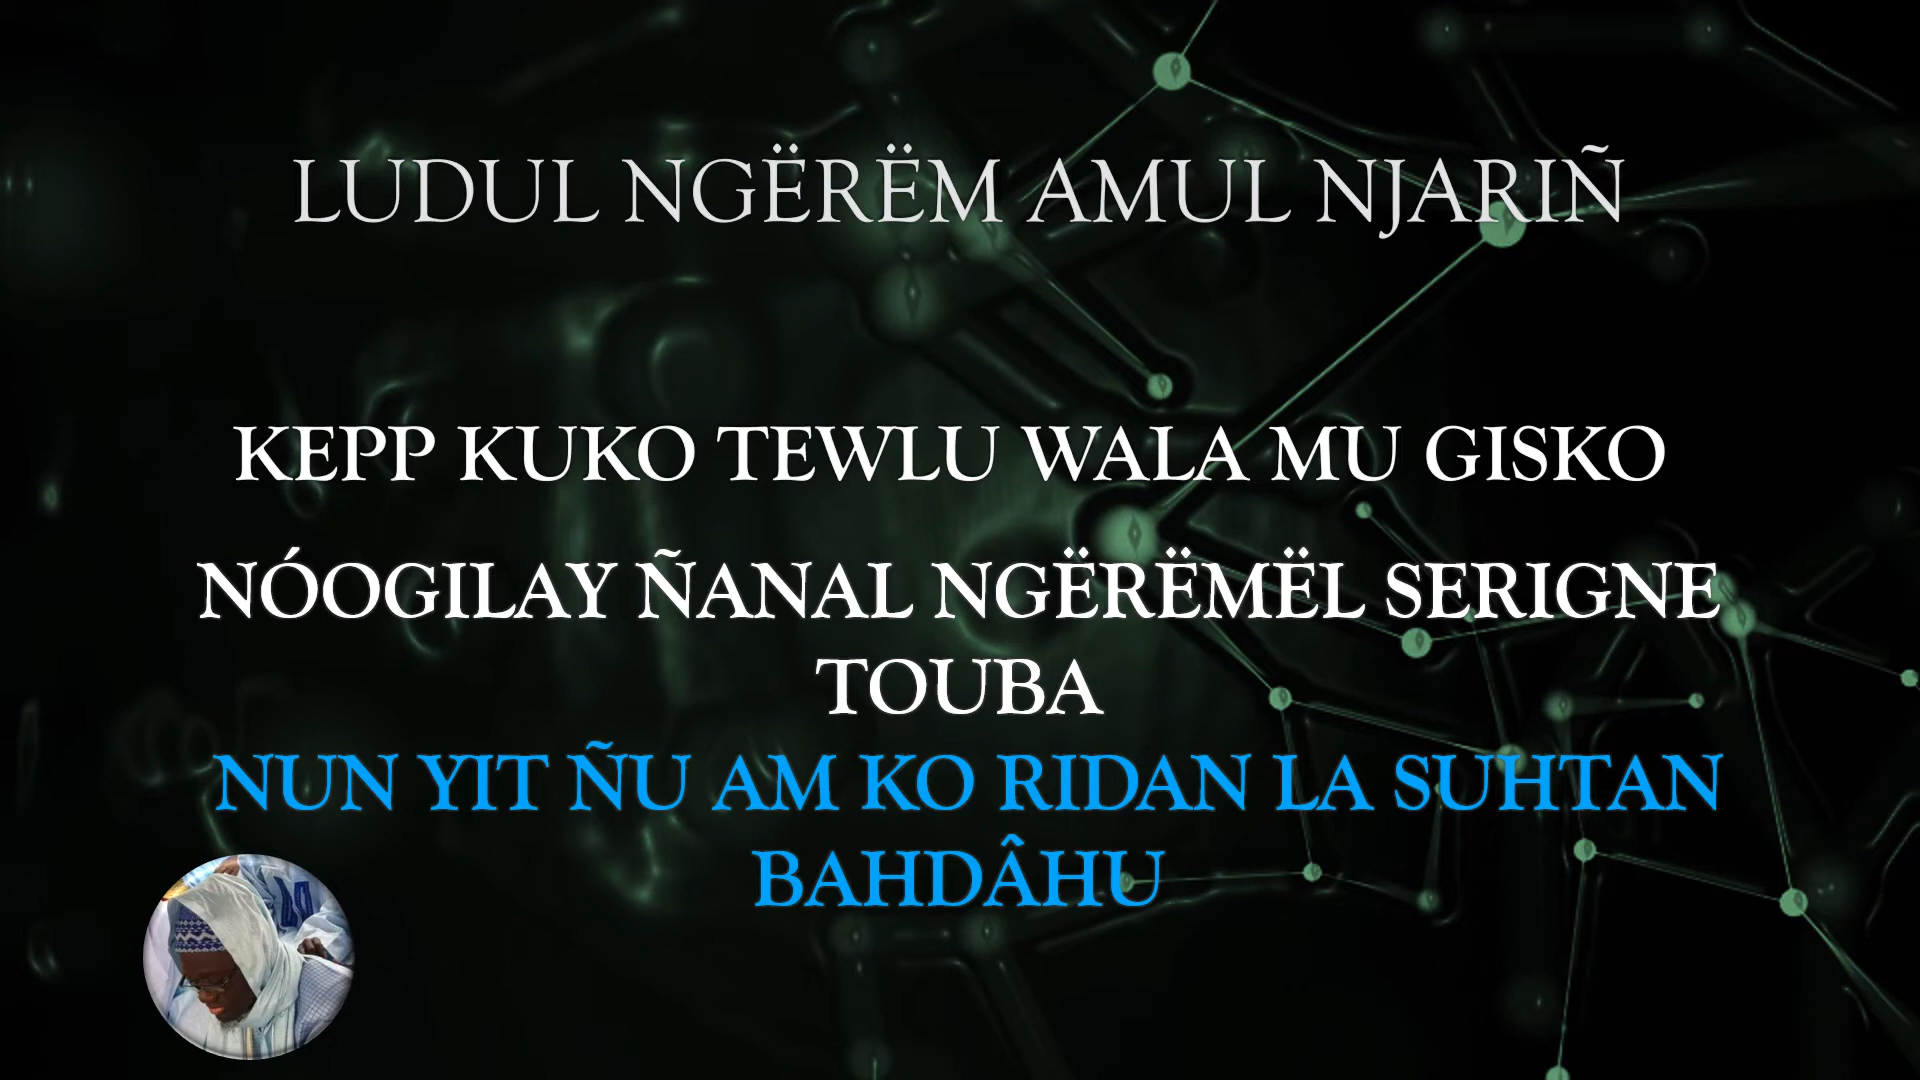 LUDUL NGËRËM AMUL NJARIÑ
KEPP KUKO TEWLU WALA MU GISKO
NÓOGILAY ÑANAL NGËRËMËL SERIGNE
TOUBA
NUN YIT ÑU AM KO RIDAN LA SUHTAN
BAHDÂHU